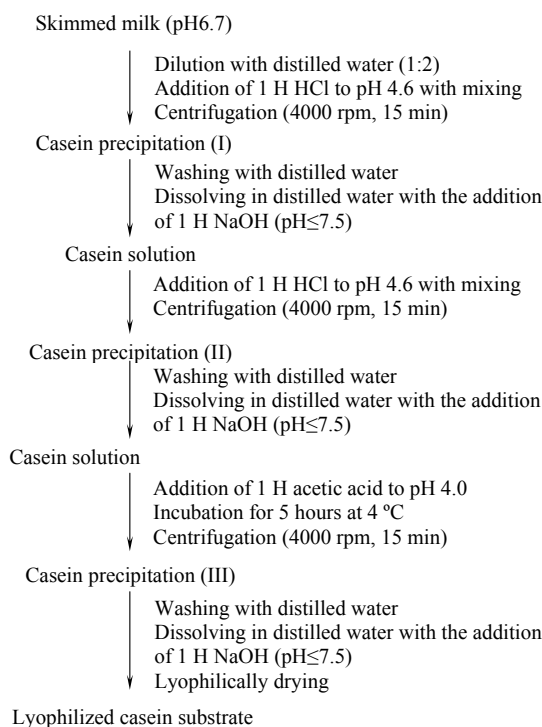 Skimmed milk (pH6.7)
Dilution with distilled water (1:2)
Addition of 1 H HCl to pH 4.6 with mixing
Centrifugation (4000 rpm, 15 min)
Casein precipitation (I)
Washing with distilled water
Dissolving in distilled water with the addition
of 1 H NaOH (pH≤7.5)
Casein solution
Addition of 1 H HCl to pH 4.6 with mixing
Centrifugation (4000 rpm, 15 min)
Casein precipitation (II)
Washing with distilled water
Dissolving in distilled water with the addition
of 1 H NaOH (pH≤7.5)
Casein solution
Addition of 1 H acetic acid to pH 4.0
Incubation for 5 hours at 4 ºC
Centrifugation (4000 rpm, 15 min)
Casein precipitation (III)
Washing with distilled water
Dissolving in distilled water with the addition
of 1 H NaOH (pH≤7.5)
Lyophilically drying
Lyophilized casein substrate